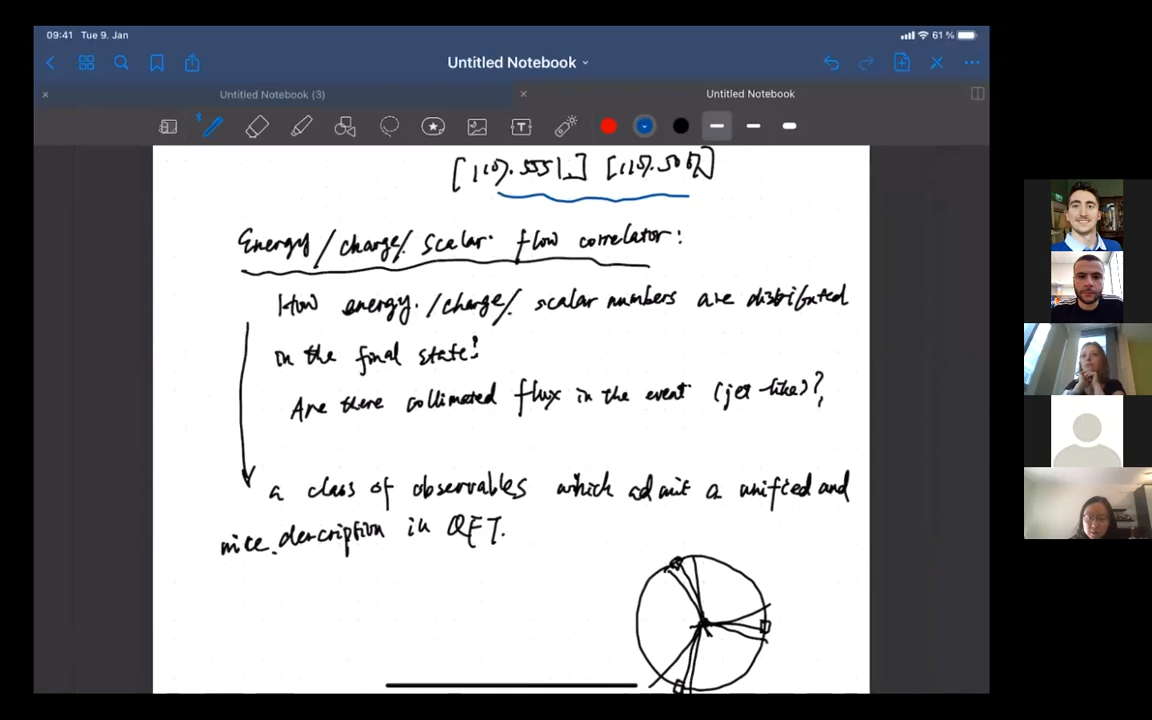 09:41 Tue 9. Jan
61 %
Untitled Notebook
Untitled Notebook (3)
Untitled Notebook
Energy/charge/scalar flow correlator:
How energy/charge/scalar numbers are distributed
in the final state?
Are there collimated flux in the event (jet-like)?
a class of observables which admit a unified and
nice description in QFT.